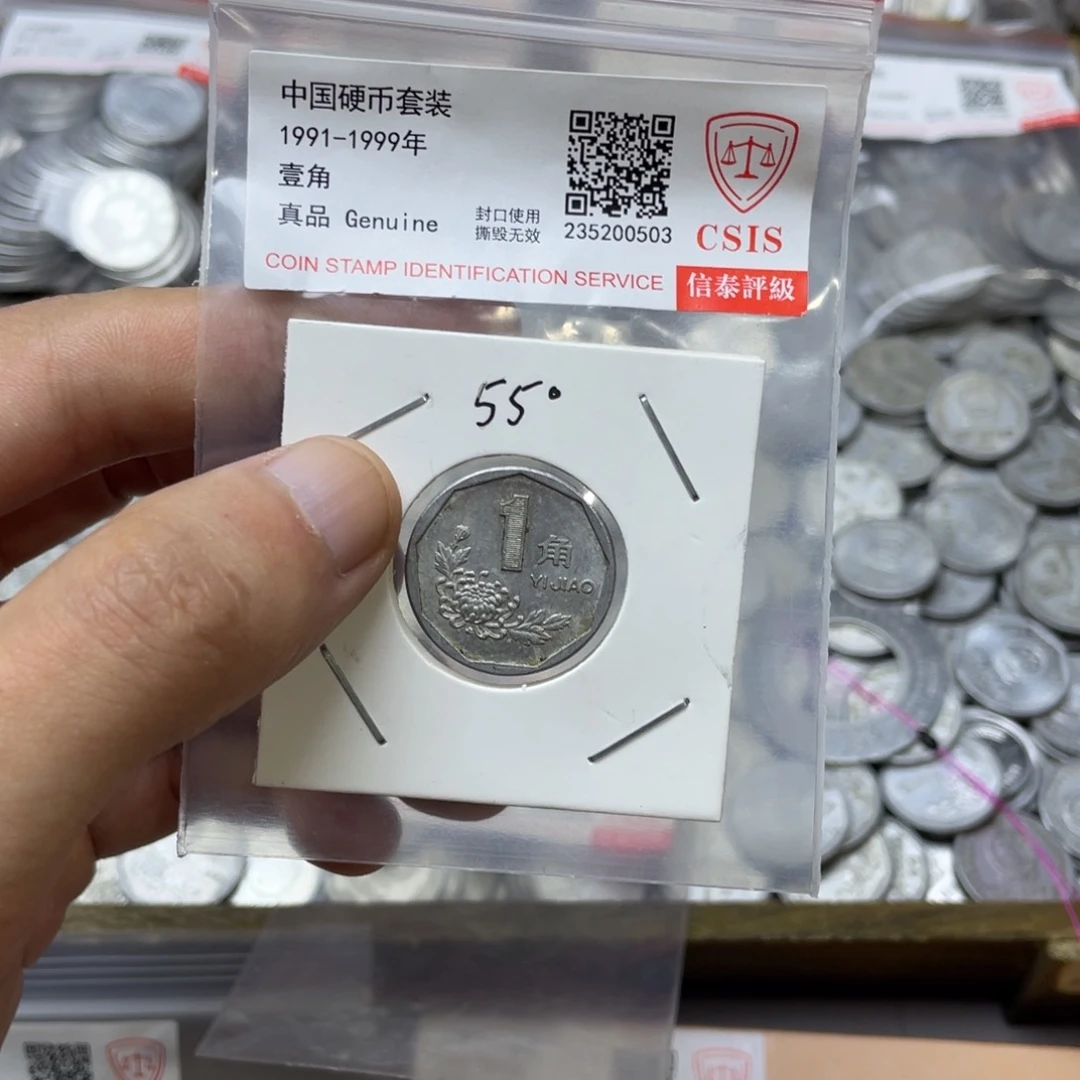 中国硬币套装
1991-1999年
壹角
真品 Genuine
封口使用
撕毁无效
235200503
CSIS
COIN STAMP IDENTIFICATION SERVICE
信泰評級
55°
1角
YIJIAO